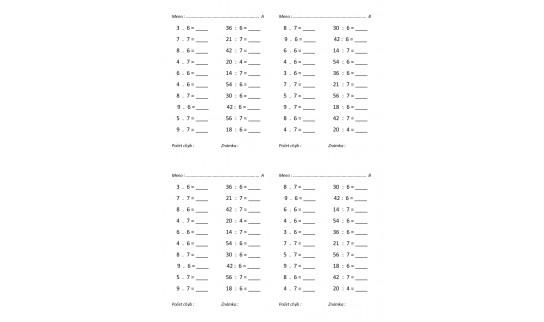 Meno : ........................................ A
3 . 6 = ____ 36 : 6 = ____
7 . 7 = ____ 21 : 7 = ____
8 . 6 = ____ 42 : 7 = ____
4 . 7 = ____ 54 : 6 = ____
6 . 6 = ____ 14 : 7 = ____
4 . 7 = ____ 20 : 4 = ____
8 . 7 = ____ 30 : 6 = ____
9 . 6 = ____ 42 : 6 = ____
5 . 7 = ____ 56 : 7 = ____
9 . 7 = ____ 18 : 6 = ____
Počet chýb : Známka :
Meno : ........................................ B
8 . 7 = ____ 30 : 6 = ____
9 . 6 = ____ 42 : 6 = ____
6 . 6 = ____ 14 : 7 = ____
4 . 6 = ____ 54 : 6 = ____
3 . 6 = ____ 36 : 6 = ____
7 . 7 = ____ 21 : 7 = ____
5 . 7 = ____ 56 : 7 = ____
9 . 7 = ____ 18 : 6 = ____
8 . 6 = ____ 42 : 7 = ____
4 . 7 = ____ 20 : 4 = ____
Počet chýb : Známka :
Meno : ........................................ A
3 . 6 = ____ 36 : 6 = ____
7 . 7 = ____ 21 : 7 = ____
8 . 6 = ____ 42 : 7 = ____
4 . 7 = ____ 20 : 4 = ____
6 . 6 = ____ 14 : 7 = ____
4 . 6 = ____ 54 : 6 = ____
8 . 7 = ____ 30 : 6 = ____
9 . 6 = ____ 42 : 6 = ____
5 . 7 = ____ 56 : 7 = ____
9 . 7 = ____ 18 : 6 = ____
Počet chýb : Známka :
Meno : ........................................ B
8 . 7 = ____ 30 : 6 = ____
9 . 6 = ____ 42 : 6 = ____
6 . 6 = ____ 14 : 7 = ____
4 . 6 = ____ 54 : 6 = ____
3 . 6 = ____ 36 : 6 = ____
7 . 7 = ____ 21 : 7 = ____
5 . 7 = ____ 56 : 7 = ____
9 . 7 = ____ 18 : 6 = ____
8 . 6 = ____ 42 : 7 = ____
4 . 7 = ____ 20 : 4 = ____
Počet chýb : Známka :